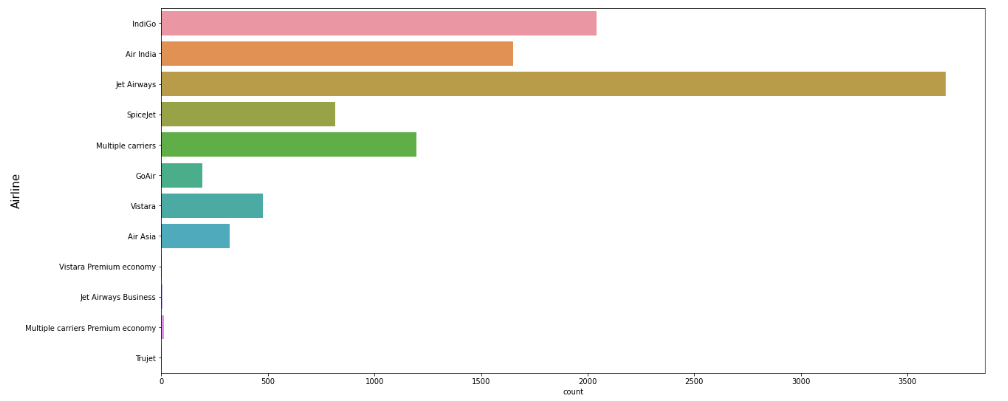 IndiGo
Air India
Jet Airways
SpiceJet
Multiple carriers
GoAir
Vistara
Air Asia
Vistara Premium economy
Jet Airways Business
Multiple carriers Premium economy
Trujet
Airline
0 500 1000 1500 2000 2500 3000 3500
count